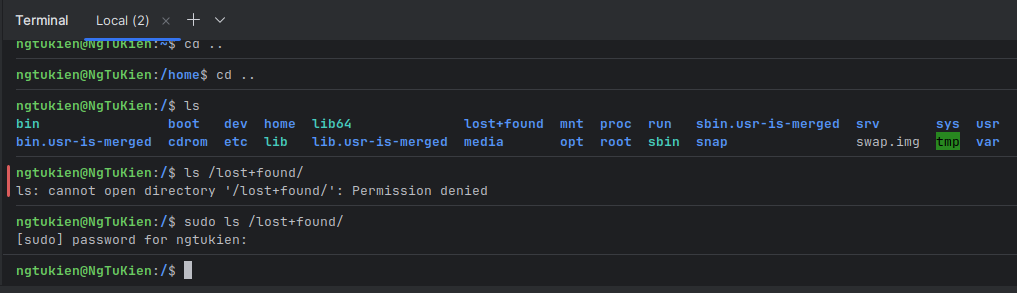 Terminal Local (2) × + ⌄
ngtukien@NgTuKien:~$ cd ..
ngtukien@NgTuKien:/home$ cd ..
ngtukien@NgTuKien:/$ ls
bin boot dev home lib64 lost+found mnt proc run sbin.usr-is-merged srv sys usr
bin.usr-is-merged cdrom etc lib lib.usr-is-merged media opt root sbin snap swap.img tmp var
ngtukien@NgTuKien:/$ ls /lost+found/
ls: cannot open directory '/lost+found/': Permission denied
ngtukien@NgTuKien:/$ sudo ls /lost+found/
[sudo] password for ngtukien:
ngtukien@NgTuKien:/$